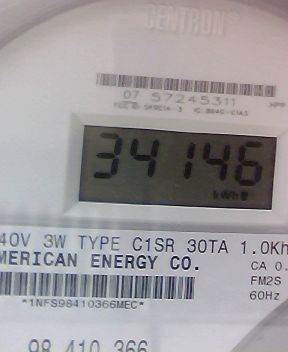 CENTRON
07 57245311
34146
kWh
40V 3W TYPE C1SR 30TA 1.0Kh
MERICAN ENERGY CO.
CA 0.
FM2S
60Hz
*1NFS98410366MEC*
98 410 366